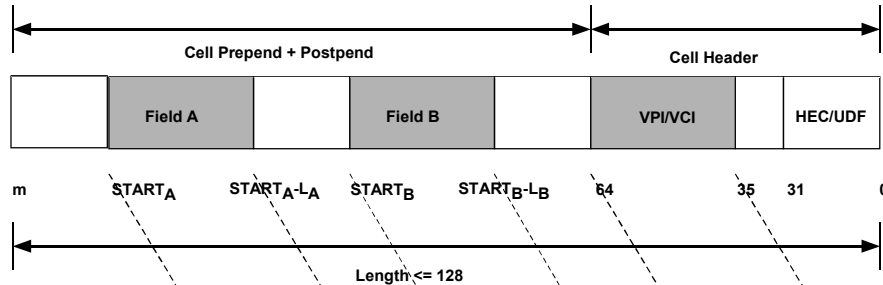 Cell Prepend + Postpend
Cell Header
Field A
Field B
VPI/VCI
HEC/UDF
m
STARTA
STARTA-LA
STARTB
STARTB-LB
64
35
31
0
Length <= 128